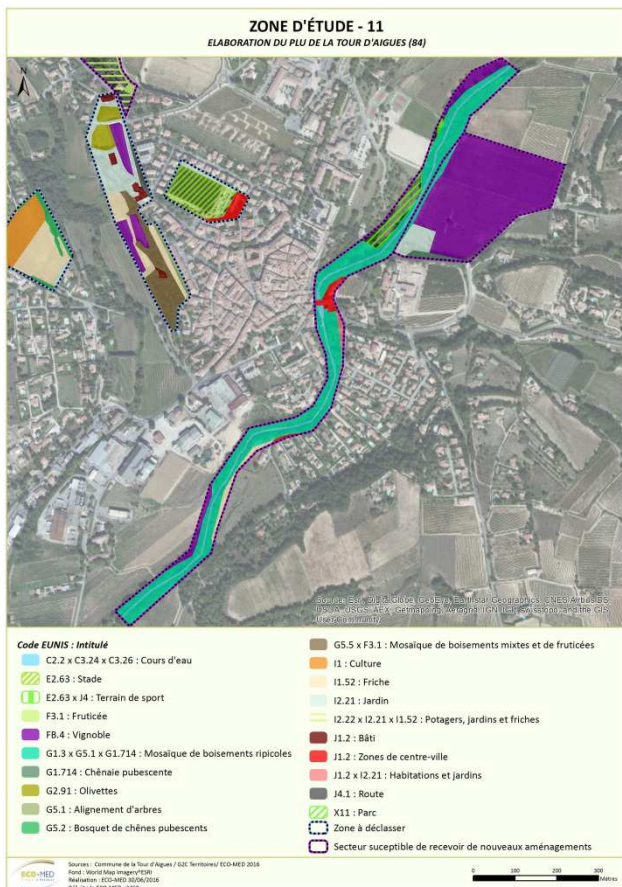 ZONE D'ÉTUDE - 11
ELABORATION DU PLU DE LA TOUR D'AIGUES (84)
N
User Community
Code EUNIS : Intitulé
C2.2 x C3.24 x C3.26 : Cours d'eau
E2.63 : Stade
E2.63 x J4 : Terrain de sport
F3.1 : Fruticée
FB.4 : Vignoble
G1.3 x G5.1 x G1.714 : Mosaïque de boisements ripicoles
G1.714 : Chênaie pubescente
G2.91 : Olivettes
G5.1 : Alignement d'arbres
G5.2 : Bosquet de chênes pubescents
G5.5 x F3.1 : Mosaïque de boisements mixtes et de fruticées
I1 : Culture
I1.52 : Friche
I2.21 : Jardin
I2.22 x I2.21 x I1.52 : Potagers, jardins et friches
J1.2 : Bâti
J1.2 : Zones de centre-ville
J1.2 x I2.21 : Habitations et jardins
J4.1 : Route
X11 : Parc
Zone à déclasser
Secteur suceptible de recevoir de nouveaux aménagements
ECO-MED
Sources : Commune de la Tour d'Aigues / G2C Territoires/ ECO-MED 2016
Fond : World Map Imagery®ESRI
Réalisation : ECO-MED 30/06/2016
0 100 200 300
Mètres